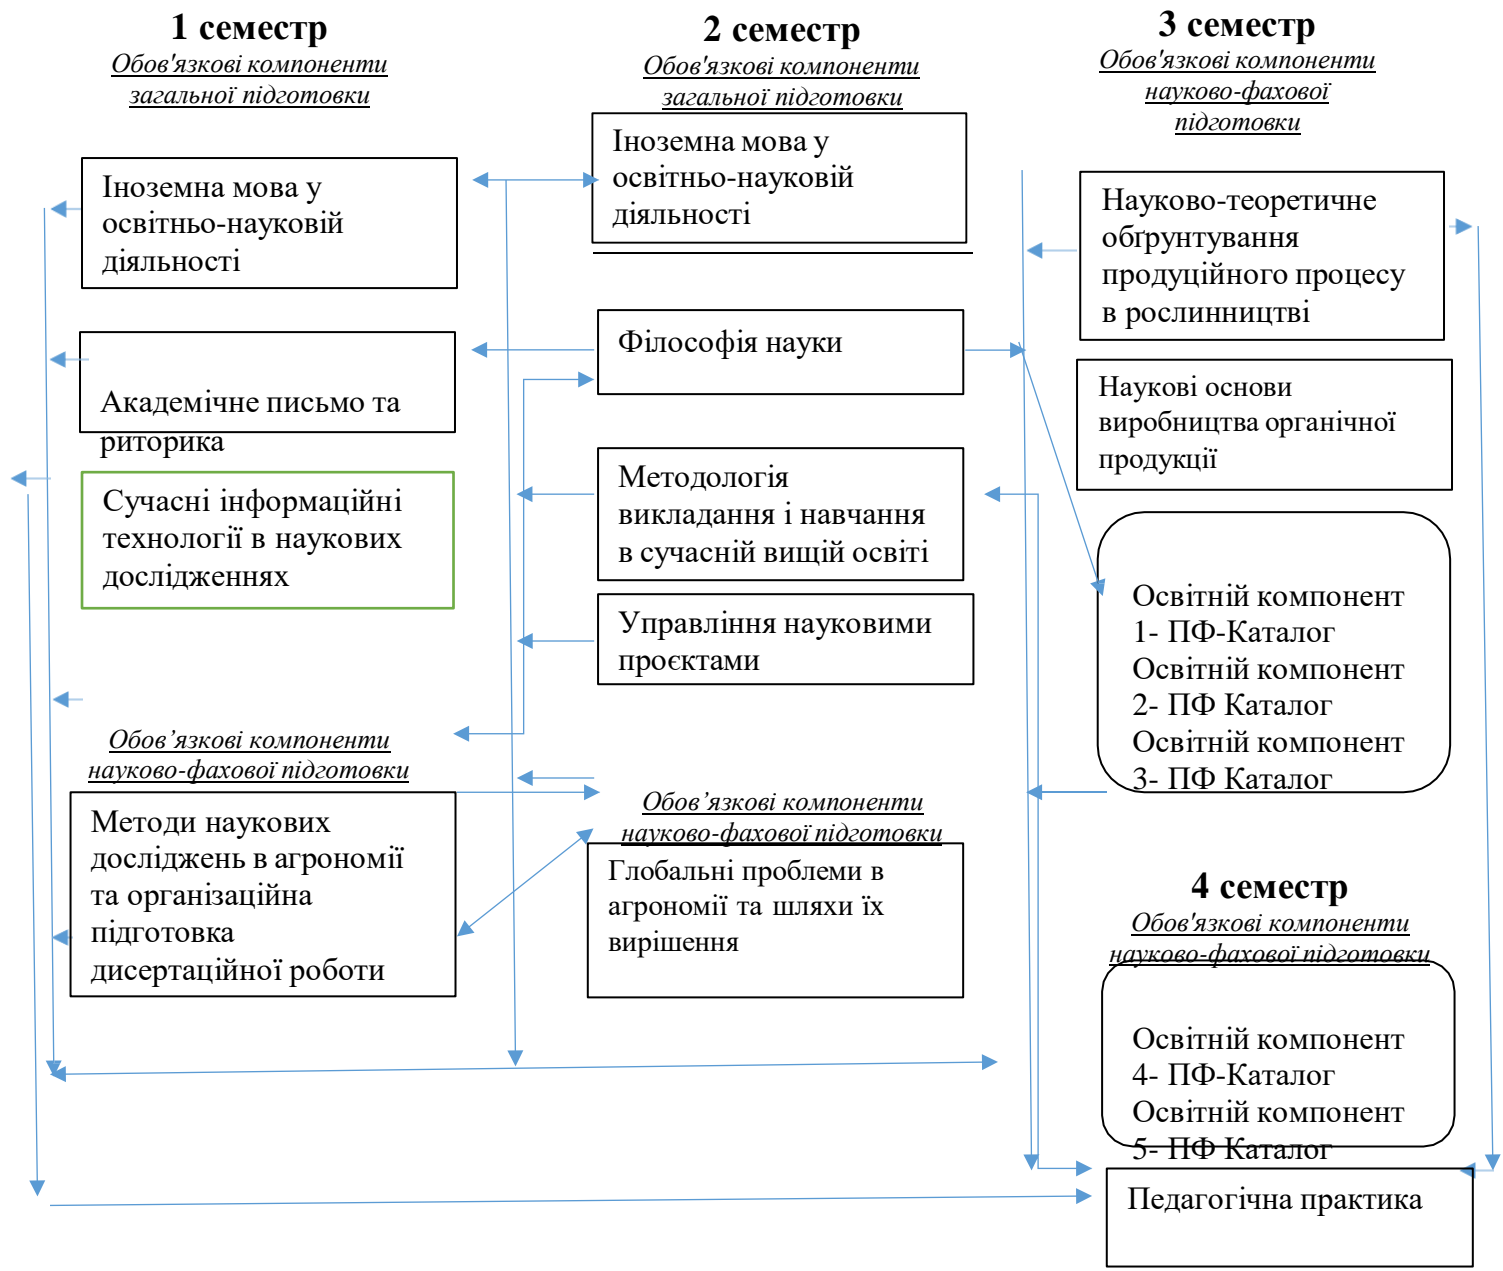 1 семестр
Обов'язкові компоненти
загальної підготовки
Іноземна мова у
освітньо-науковій
діяльності
Академічне письмо та
риторика
Сучасні інформаційні
технології в наукових
дослідженнях
Обов’язкові компоненти
науково-фахової підготовки
Методи наукових
досліджень в агрономії
та організаційна
підготовка
дисертаційної роботи
2 семестр
Обов'язкові компоненти
загальної підготовки
Іноземна мова у
освітньо-науковій
діяльності
Філософія науки
Методологія
викладання і навчання
в сучасній вищій освіті
Управління науковими
проєктами
Обов’язкові компоненти
науково-фахової підготовки
Глобальні проблеми в
агрономії та шляхи їх
вирішення
3 семестр
Обов'язкові компоненти
науково-фахової
підготовки
Науково-теоретичне
обґрунтування
продуційного процесу
в рослинництві
Наукові основи
виробництва органічної
продукції
Освітній компонент
1- ПФ-Каталог
Освітній компонент
2- ПФ Каталог
Освітній компонент
3- ПФ Каталог
4 семестр
Обов'язкові компоненти
науково-фахової підготовки
Освітній компонент
4- ПФ-Каталог
Освітній компонент
5- ПФ Каталог
Педагогічна практика